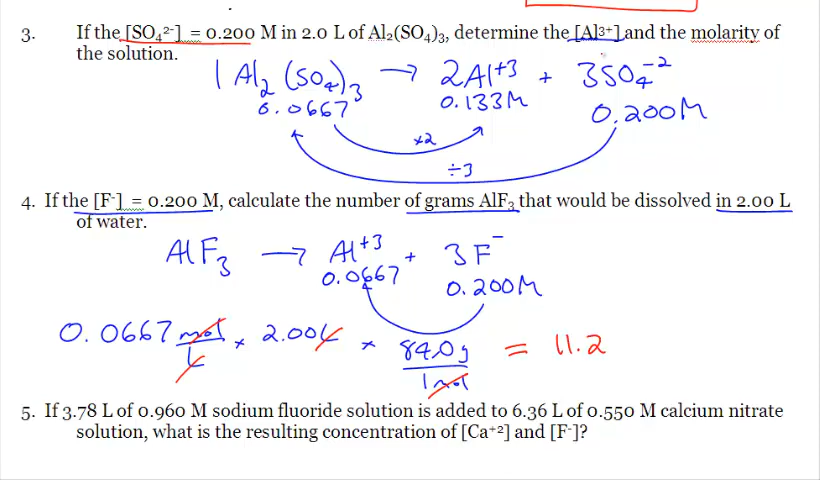 3. If the [SO₄²⁻] = 0.200 M in 2.0 L of Al₂(SO₄)₃, determine the [Al³⁺] and the molarity of
the solution.
1 Al₂(SO₄)₃ → 2Al⁺³ + 3SO₄⁻²
0.0667 0.133M 0.200M
×2
÷3
4. If the [F⁻] = 0.200 M, calculate the number of grams AlF₃ that would be dissolved in 2.00 L
of water.
AlF₃ → Al⁺³ + 3F⁻
0.0667 0.200M
0.0667 mol/L × 2.00L × 84.0g/1mol = 11.2
5. If 3.78 L of 0.960 M sodium fluoride solution is added to 6.36 L of 0.550 M calcium nitrate
solution, what is the resulting concentration of [Ca⁺²] and [F⁻]?